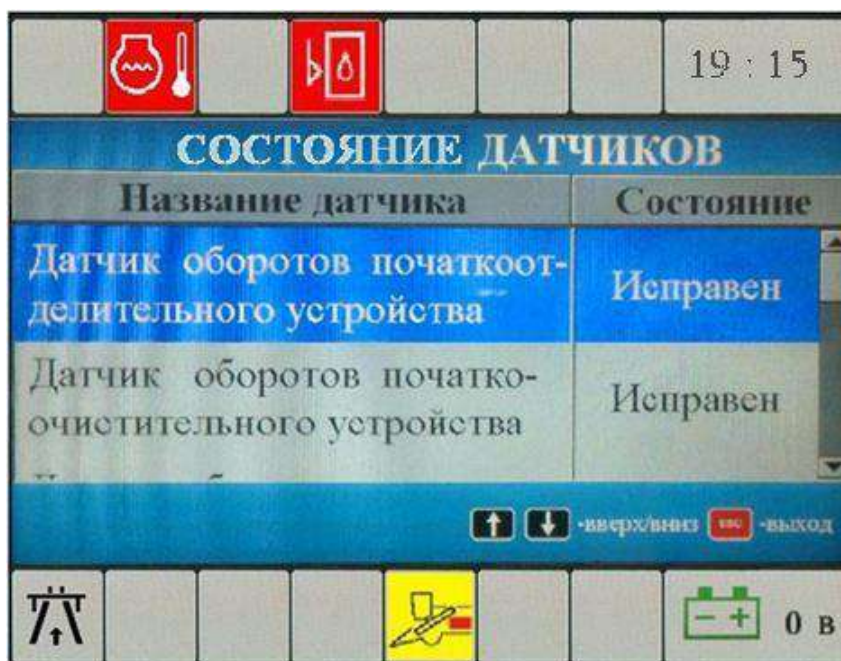 19 : 15
СОСТОЯНИЕ ДАТЧИКОВ
Название датчика Состояние
Датчик оборотов початкоот-
делительного устройства
Исправен
Датчик оборотов початко-
очистительного устройства
Исправен
-вверх/вниз ESC -выход
0 в